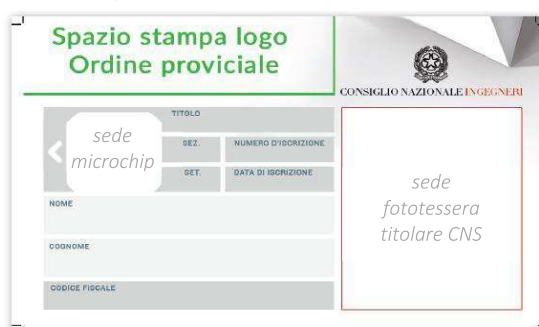 Spazio stampa logo
Ordine proviciale
CONSIGLIO NAZIONALE INGEGNERI
TITOLO
sede
microchip
SEZ.
NUMERO D'ISCRIZIONE
SET.
DATA DI ISCRIZIONE
sede
fototessera
titolare CNS
NOME
COGNOME
CODICE FISCALE